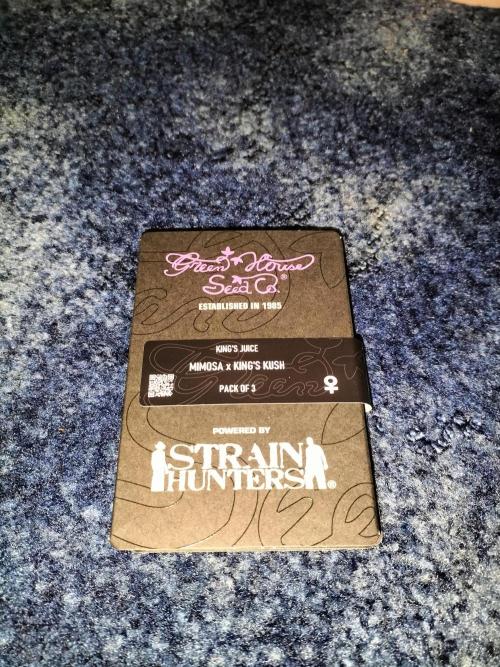 Green House
Seed Co.®
ESTABLISHED IN 1985
KING'S JUICE
MIMOSA x KING'S KUSH
PACK OF 3
POWERED BY
STRAIN
HUNTERS®